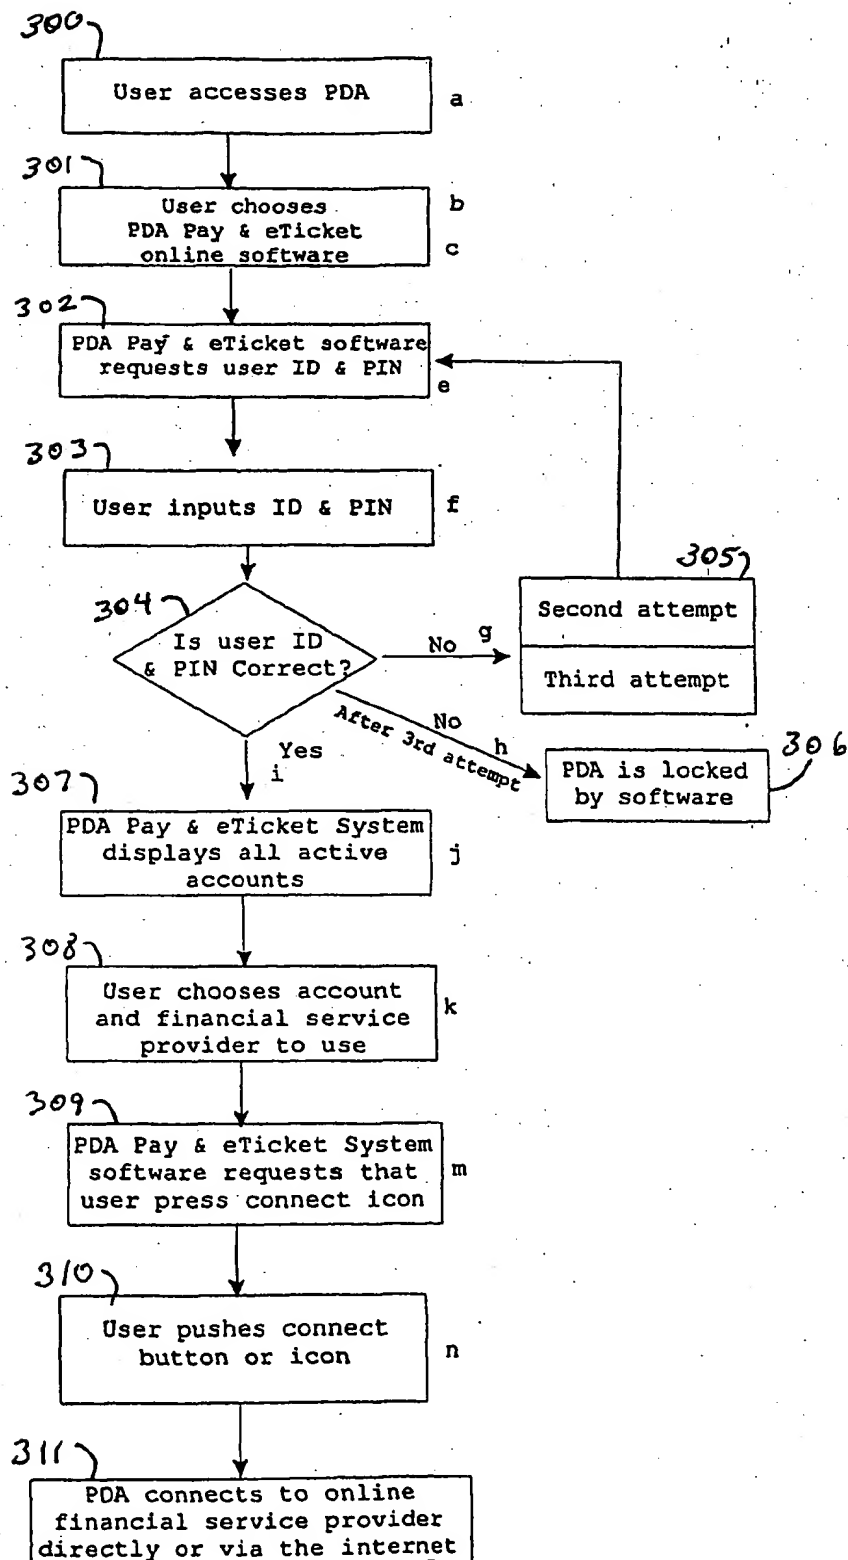 300
User accesses PDA
a
301
User chooses
PDA Pay & eTicket
online software
b
c
302
PDA Pay & eTicket software
requests user ID & PIN
e
303
User inputs ID & PIN
f
304
Is user ID
& PIN Correct?
No
g
305
Second attempt
Third attempt
No
After 3rd attempt
h
306
PDA is locked
by software
Yes
i
307
PDA Pay & eTicket System
displays all active
accounts
j
308
User chooses account
and financial service
provider to use
k
309
PDA Pay & eTicket System
software requests that
user press connect icon
m
310
User pushes connect
button or icon
n
311
PDA connects to online
financial service provider
directly or via the internet